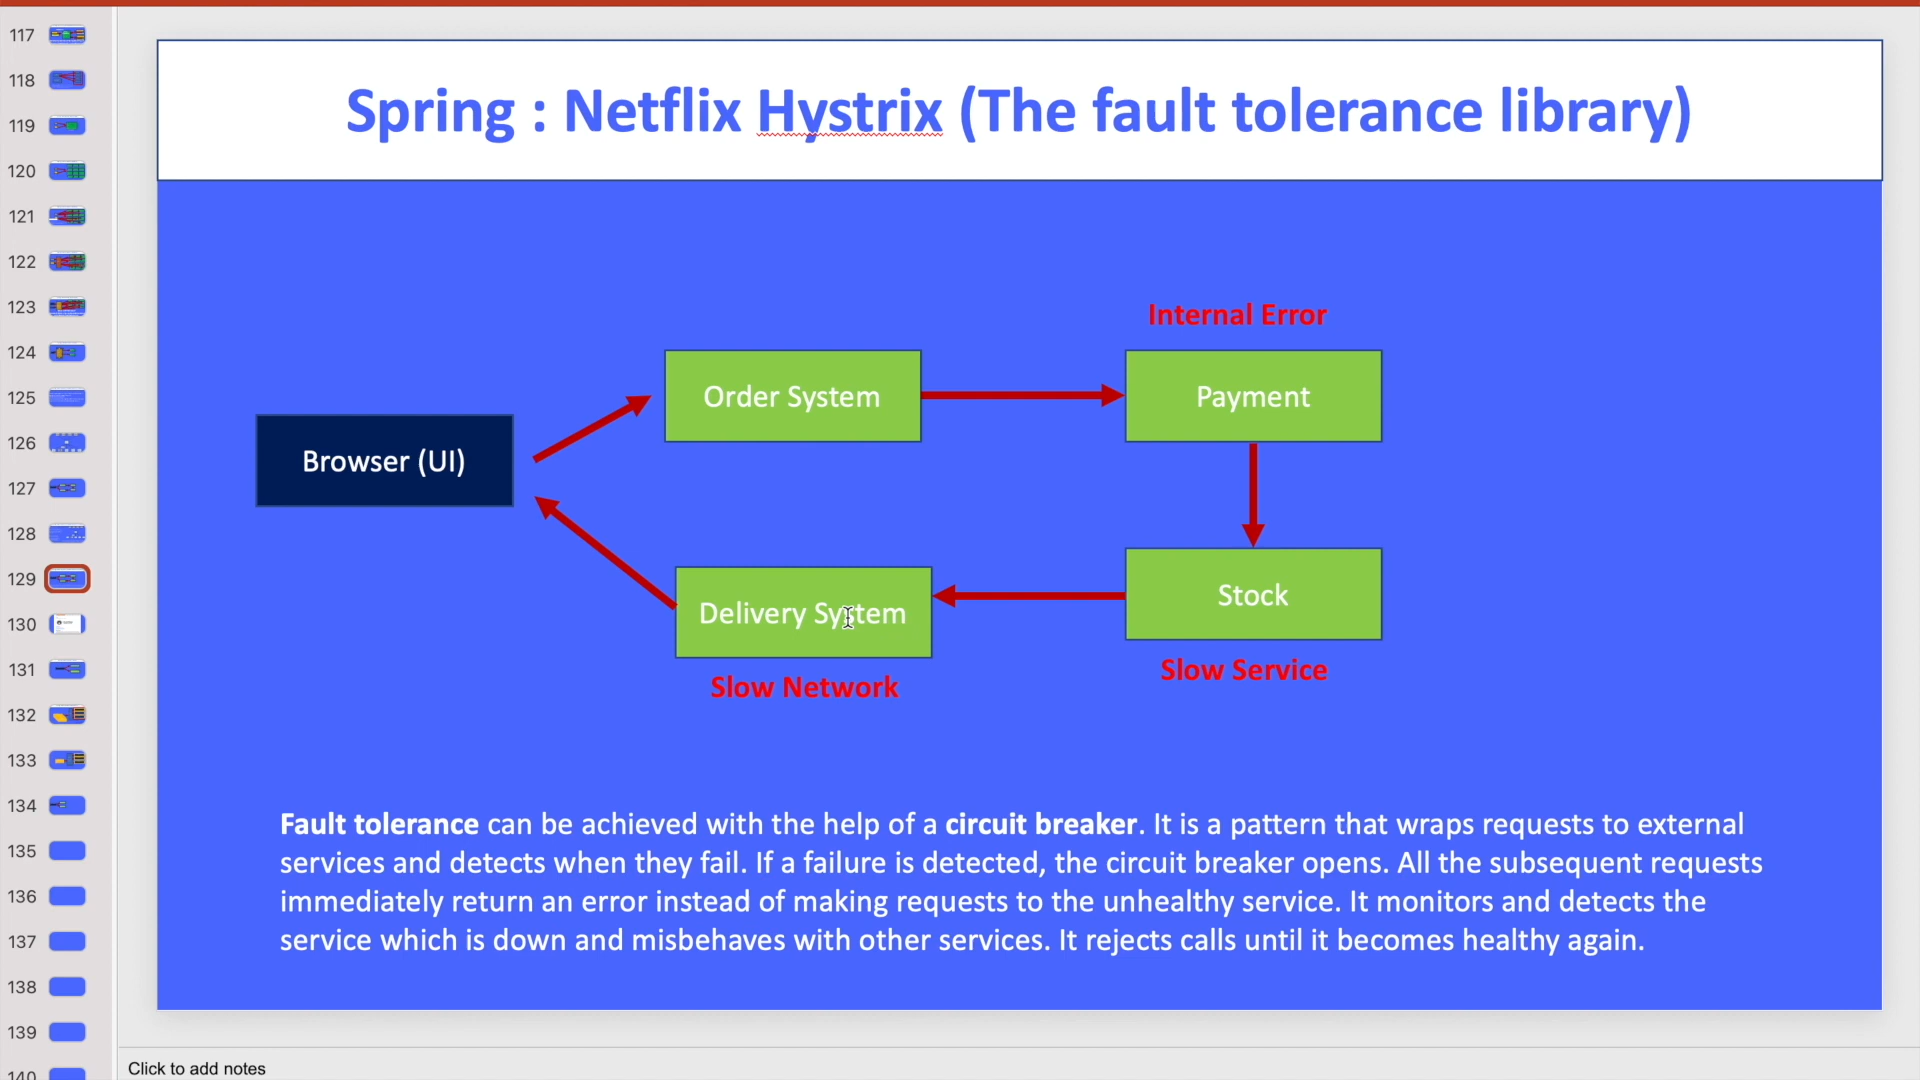 Spring : Netflix Hystrix (The fault tolerance library)
Internal Error
Order System
Payment
Browser (UI)
Delivery System
Stock
Slow Network
Slow Service
Fault tolerance can be achieved with the help of a circuit breaker. It is a pattern that wraps requests to external
services and detects when they fail. If a failure is detected, the circuit breaker opens. All the subsequent requests
immediately return an error instead of making requests to the unhealthy service. It monitors and detects the
service which is down and misbehaves with other services. It rejects calls until it becomes healthy again.
117
118
119
120
121
122
123
124
125
126
127
128
129
130
131
132
133
134
135
136
137
138
139
140
Click to add notes